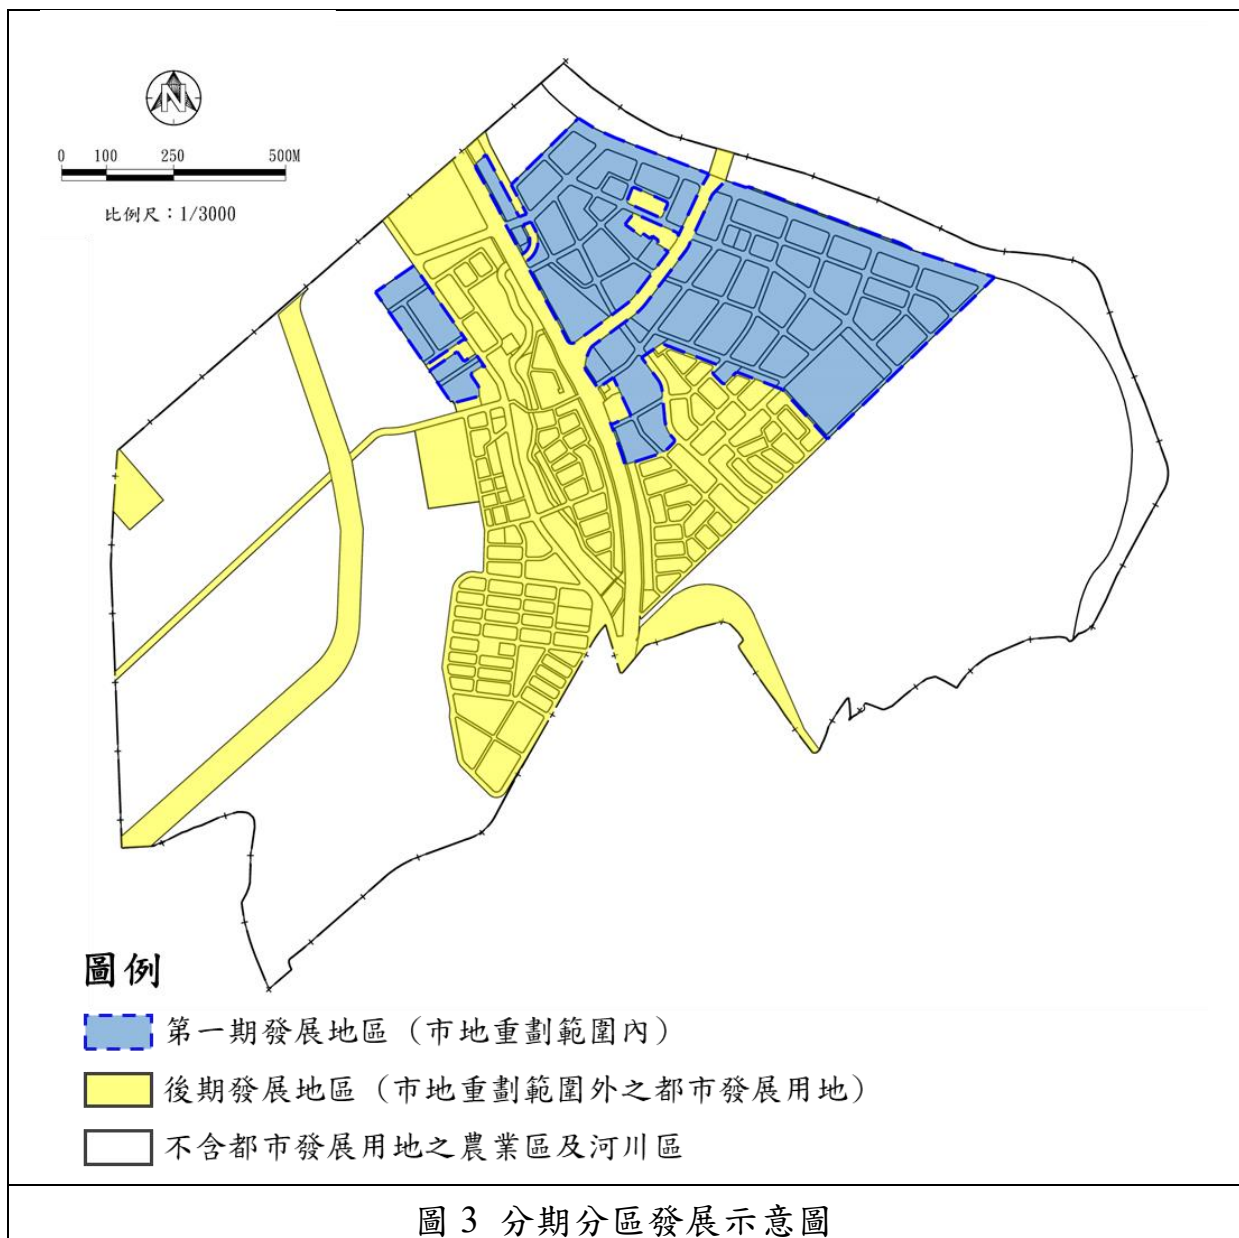 N
0 100 250 500M
比例尺：1/3000
圖例
第一期發展地區（市地重劃範圍內）
後期發展地區（市地重劃範圍外之都市發展用地）
不含都市發展用地之農業區及河川區
圖 3 分期分區發展示意圖